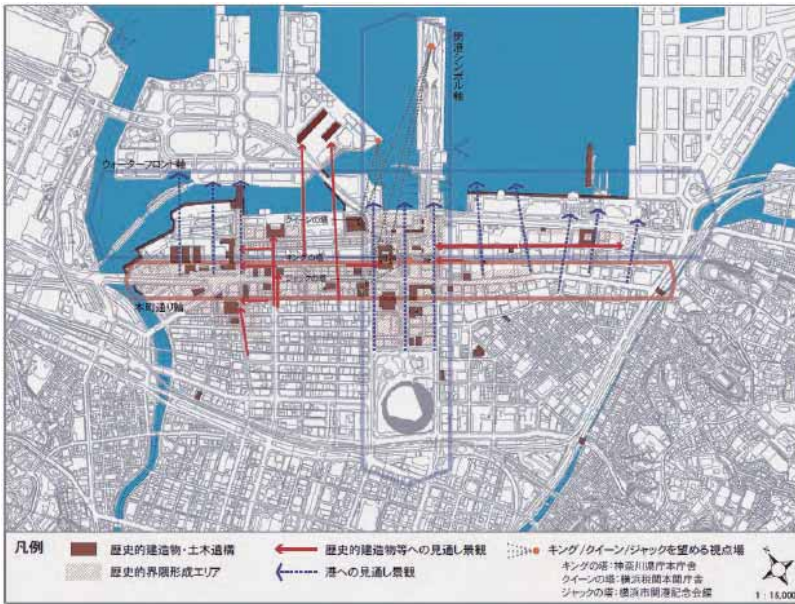 開港シンボル軸
ウォーターフロント軸
クイーンの塔
キングの塔
ジャックの塔
本町通り軸
凡例
歴史的建造物・土木遺構
歴史的建造物等への見通し景観
キング/クイーン/ジャックを望める視点場
歴史的界隈形成エリア
港への見通し景観
キングの塔:神奈川県庁本庁舎
クイーンの塔:横浜税関本関庁舎
ジャックの塔:横浜市開港記念会館